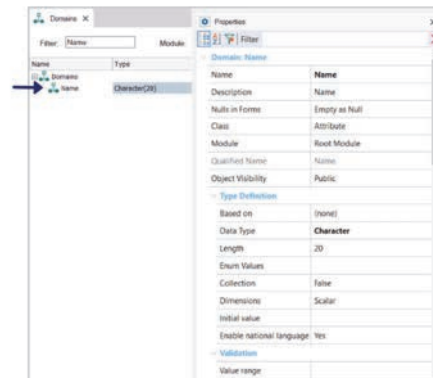 Domains X
Properties
Filter: Name Module
Filter
Name Type
Domains
Name Character(20)
Domain: Name
Name Name
Description Name
Nulls in Forms Empty as Null
Class Attribute
Module Root Module
Qualified Name Name
Object Visibility Public
Type Definition
Based on (none)
Data Type Character
Length 20
Enum Values
Collection False
Dimensions Scalar
Initial value
Enable national language Yes
Validation
Value range